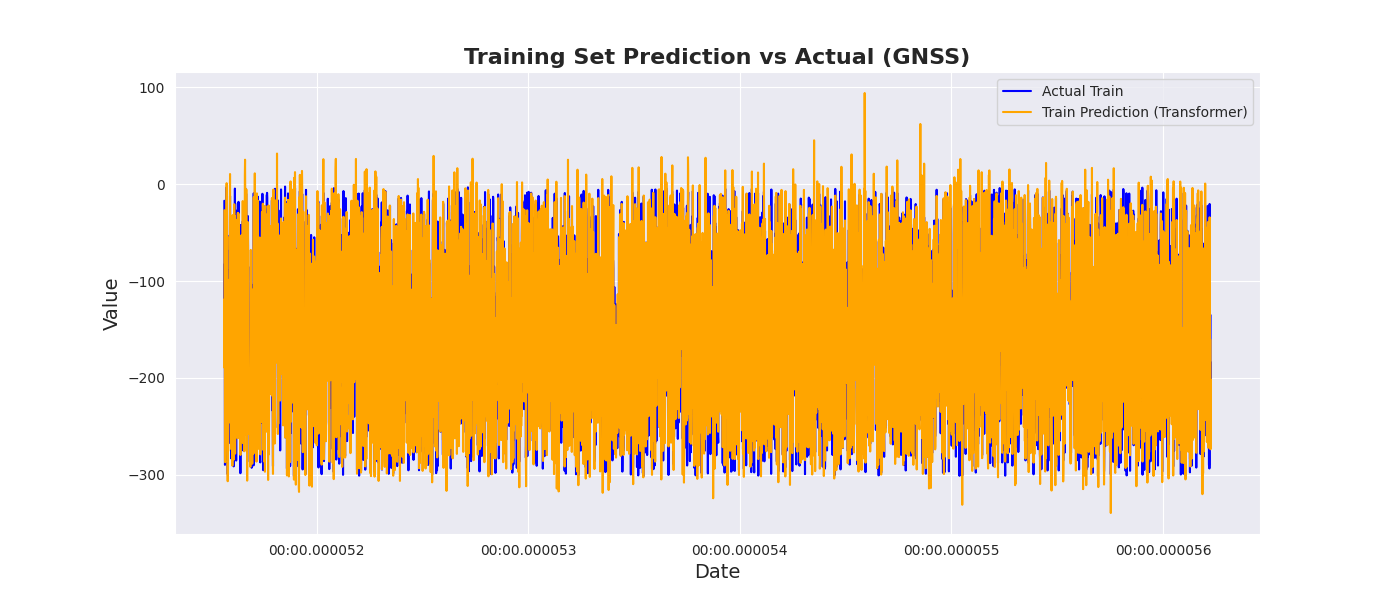 Training Set Prediction vs Actual (GNSS)
Actual Train
Train Prediction (Transformer)
Value
100
0
−100
−200
−300
00:00.000052 00:00.000053 00:00.000054 00:00.000055 00:00.000056
Date